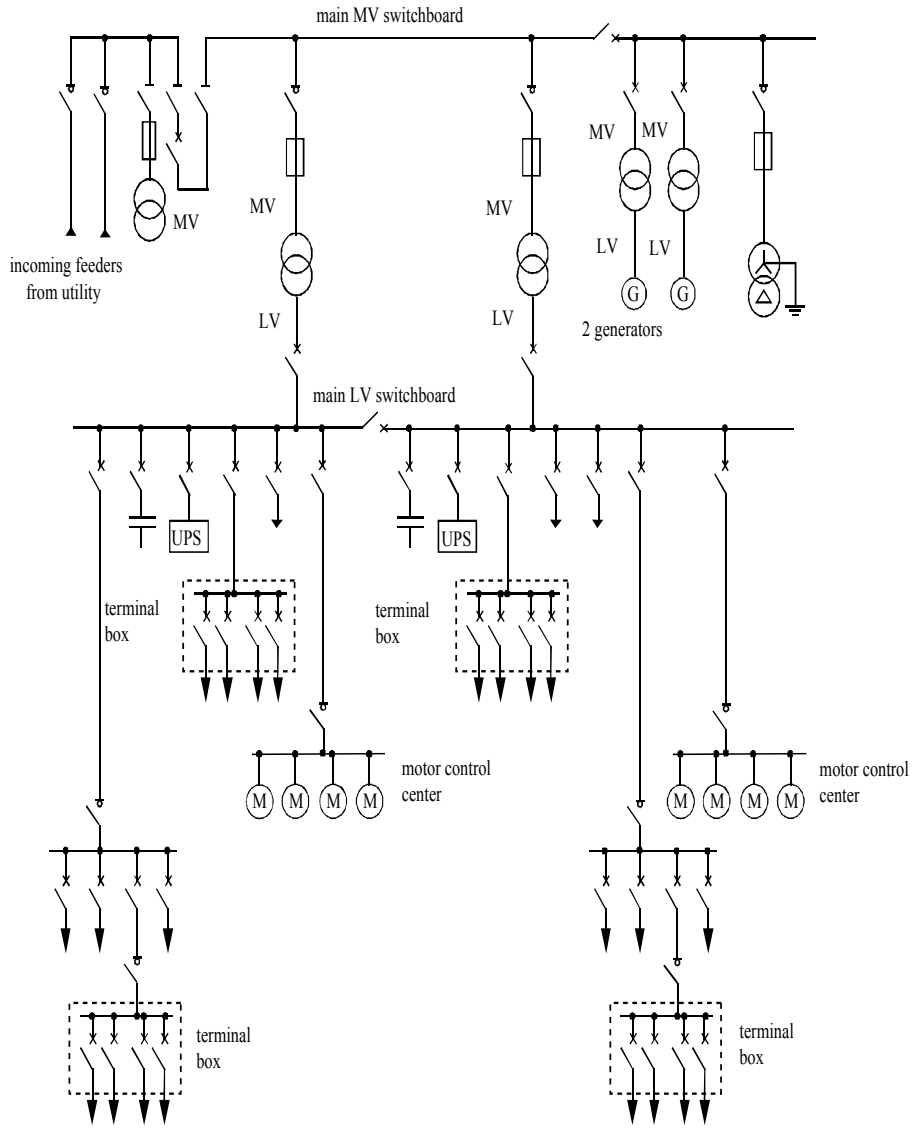 main MV switchboard
MV
MV
MV
MV
MV
incoming feeders
from utility
LV
LV
LV
LV
G
G
2 generators
main LV switchboard
UPS
UPS
terminal
box
terminal
box
M
M
M
M
motor control
center
M
M
M
M
motor control
center
terminal
box
terminal
box